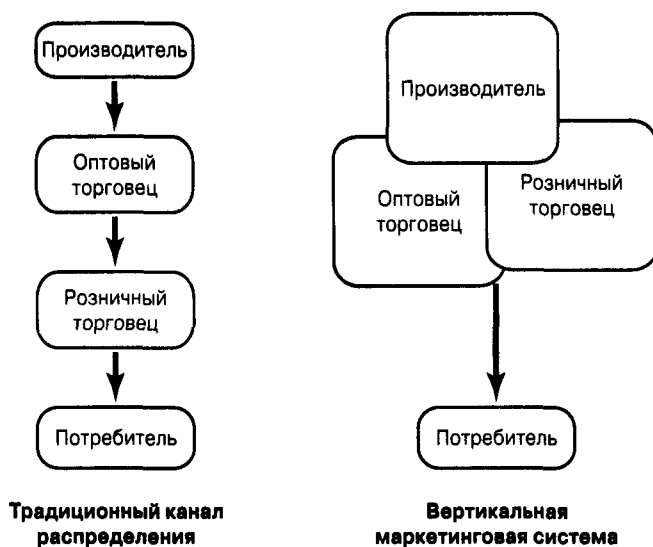 Производитель
Оптовый
торговец
Розничный
торговец
Потребитель
Традиционный канал
распределения
Производитель
Оптовый
торговец
Розничный
торговец
Потребитель
Вертикальная
маркетинговая система